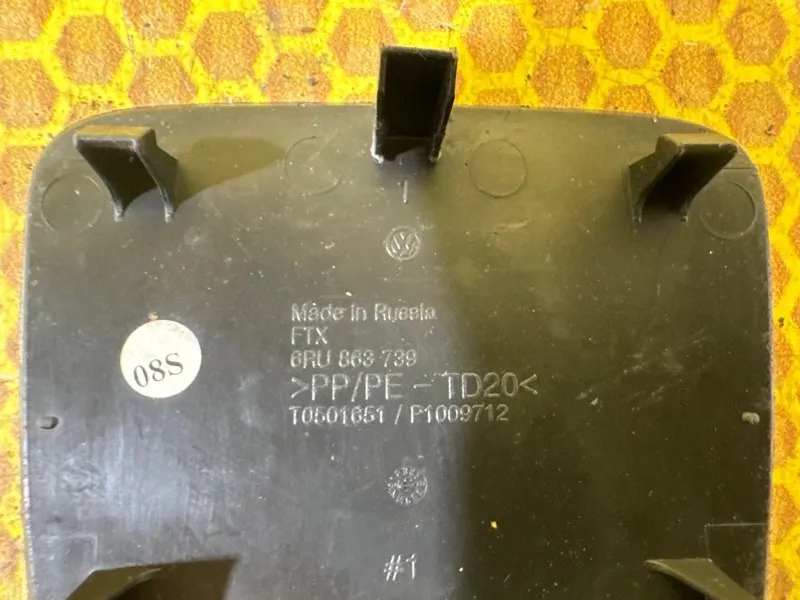 Made in Russia
FTX
6RU 863 739
>PP/PE - TD20<
T0501651 / P1009712
08S
#1